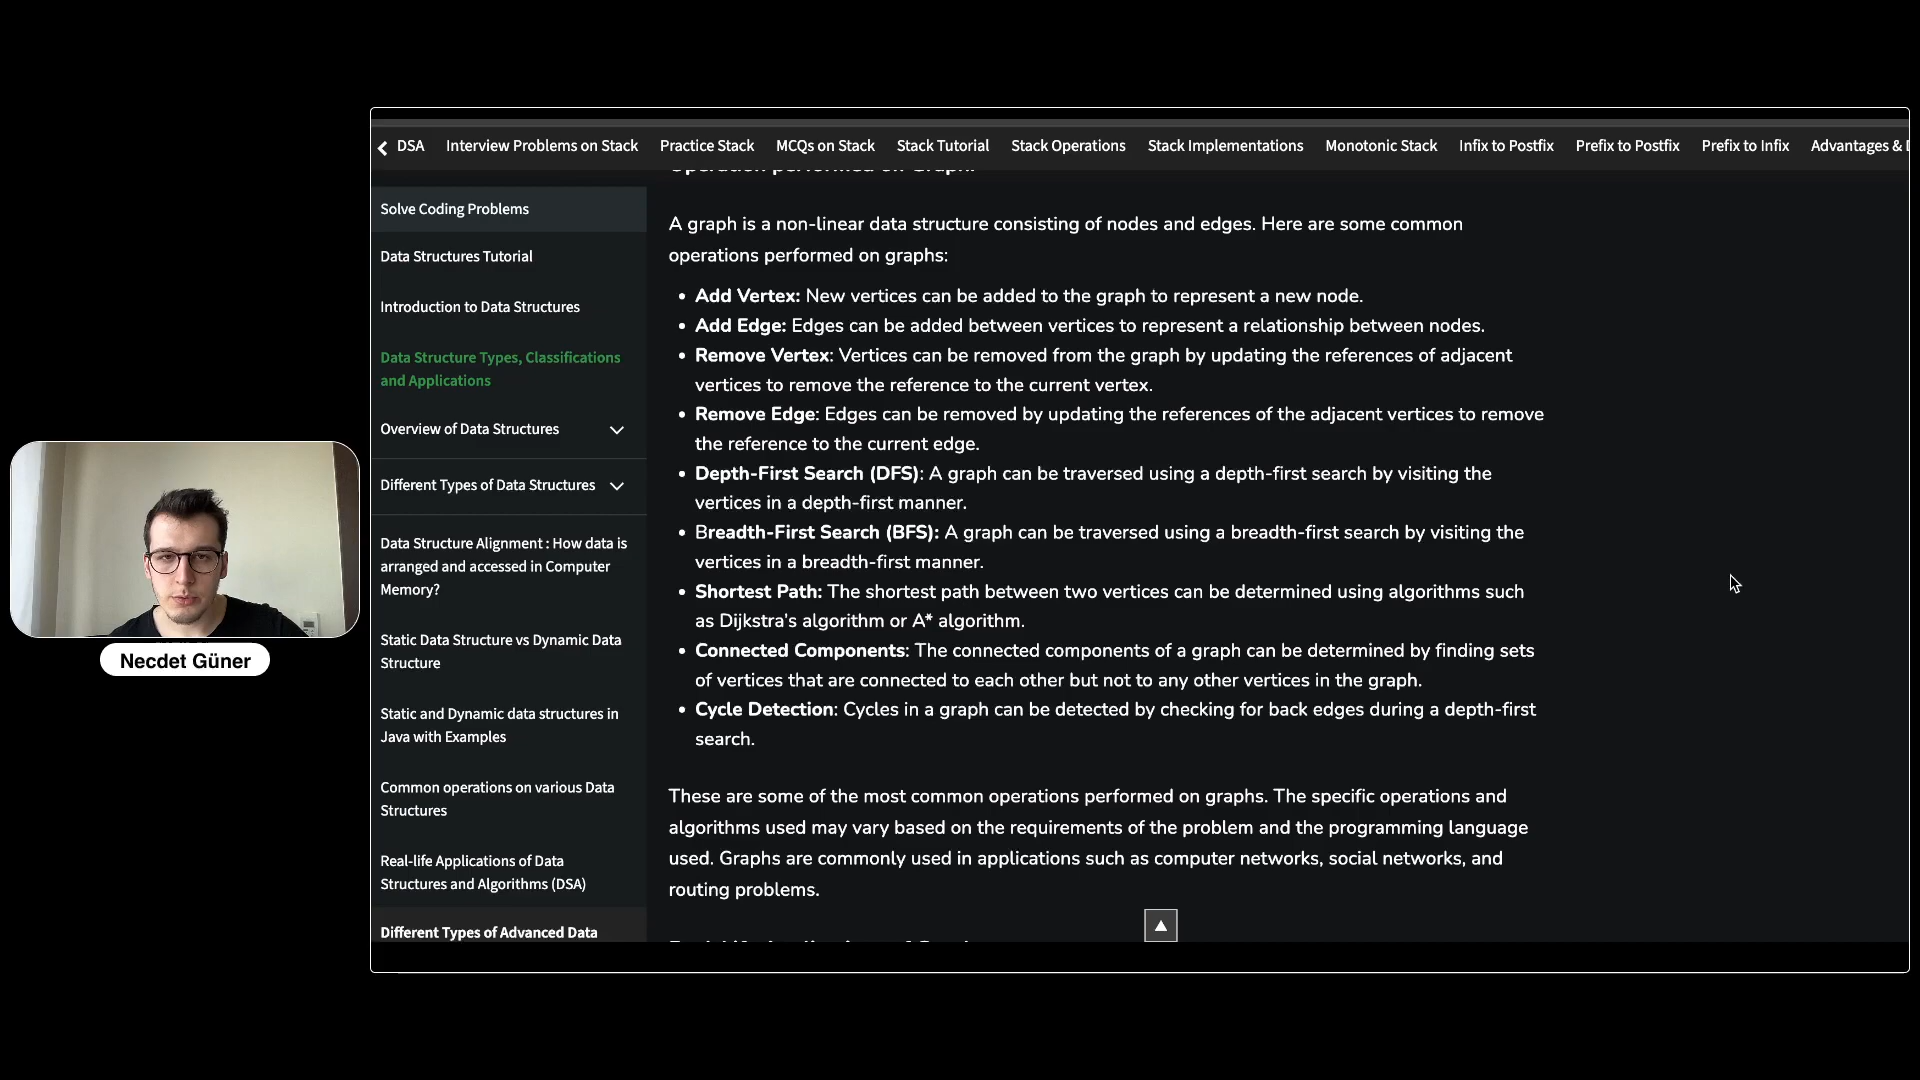 DSA Interview Problems on Stack Practice Stack MCQs on Stack Stack Tutorial Stack Operations Stack Implementations Monotonic Stack Infix to Postfix Prefix to Postfix Prefix to Infix Advantages &
Solve Coding Problems
Data Structures Tutorial
Introduction to Data Structures
Data Structure Types, Classifications
and Applications
Overview of Data Structures
Different Types of Data Structures
Data Structure Alignment : How data is
arranged and accessed in Computer
Memory?
Static Data Structure vs Dynamic Data
Structure
Static and Dynamic data structures in
Java with Examples
Common operations on various Data
Structures
Real-life Applications of Data
Structures and Algorithms (DSA)
Different Types of Advanced Data
Operation performed on Graph:
A graph is a non-linear data structure consisting of nodes and edges. Here are some common
operations performed on graphs:
• Add Vertex: New vertices can be added to the graph to represent a new node.
• Add Edge: Edges can be added between vertices to represent a relationship between nodes.
• Remove Vertex: Vertices can be removed from the graph by updating the references of adjacent
vertices to remove the reference to the current vertex.
• Remove Edge: Edges can be removed by updating the references of the adjacent vertices to remove
the reference to the current edge.
• Depth-First Search (DFS): A graph can be traversed using a depth-first search by visiting the
vertices in a depth-first manner.
• Breadth-First Search (BFS): A graph can be traversed using a breadth-first search by visiting the
vertices in a breadth-first manner.
• Shortest Path: The shortest path between two vertices can be determined using algorithms such
as Dijkstra's algorithm or A* algorithm.
• Connected Components: The connected components of a graph can be determined by finding sets
of vertices that are connected to each other but not to any other vertices in the graph.
• Cycle Detection: Cycles in a graph can be detected by checking for back edges during a depth-first
search.
These are some of the most common operations performed on graphs. The specific operations and
algorithms used may vary based on the requirements of the problem and the programming language
used. Graphs are commonly used in applications such as computer networks, social networks, and
routing problems.
Necdet Güner